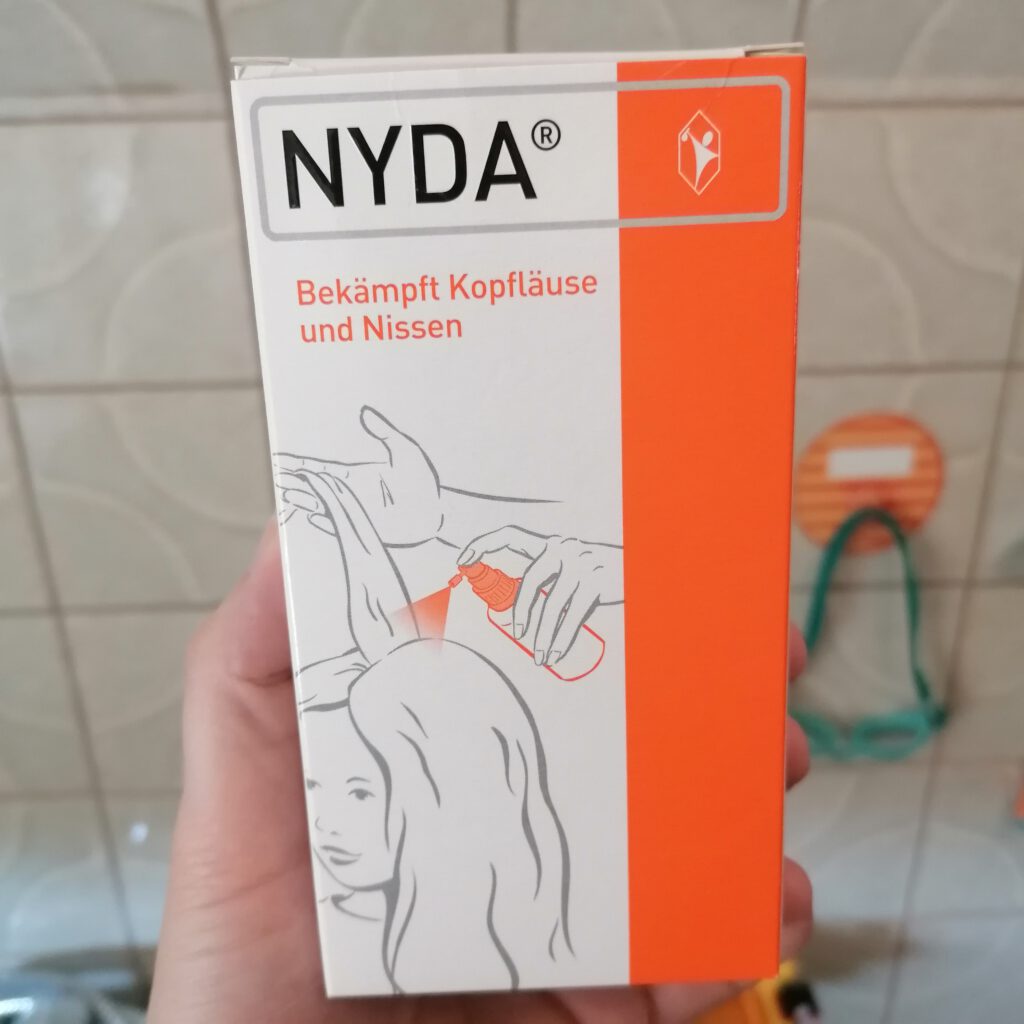 NYDA®
Bekämpft Kopfläuse
und Nissen